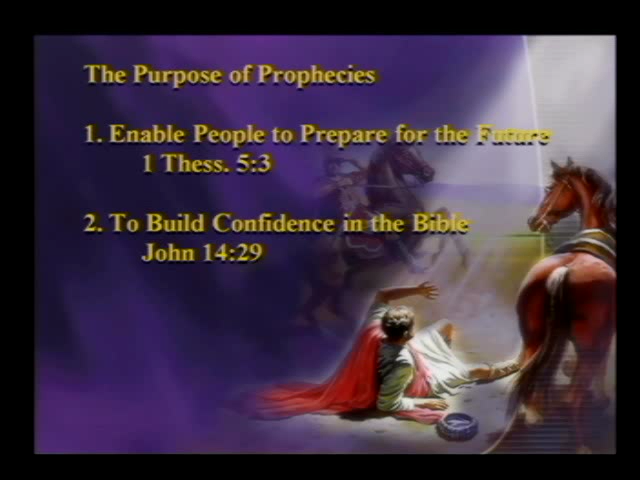 The Purpose of Prophecies
1. Enable People to Prepare for the Future
1 Thess. 5:3
2. To Build Confidence in the Bible
John 14:29